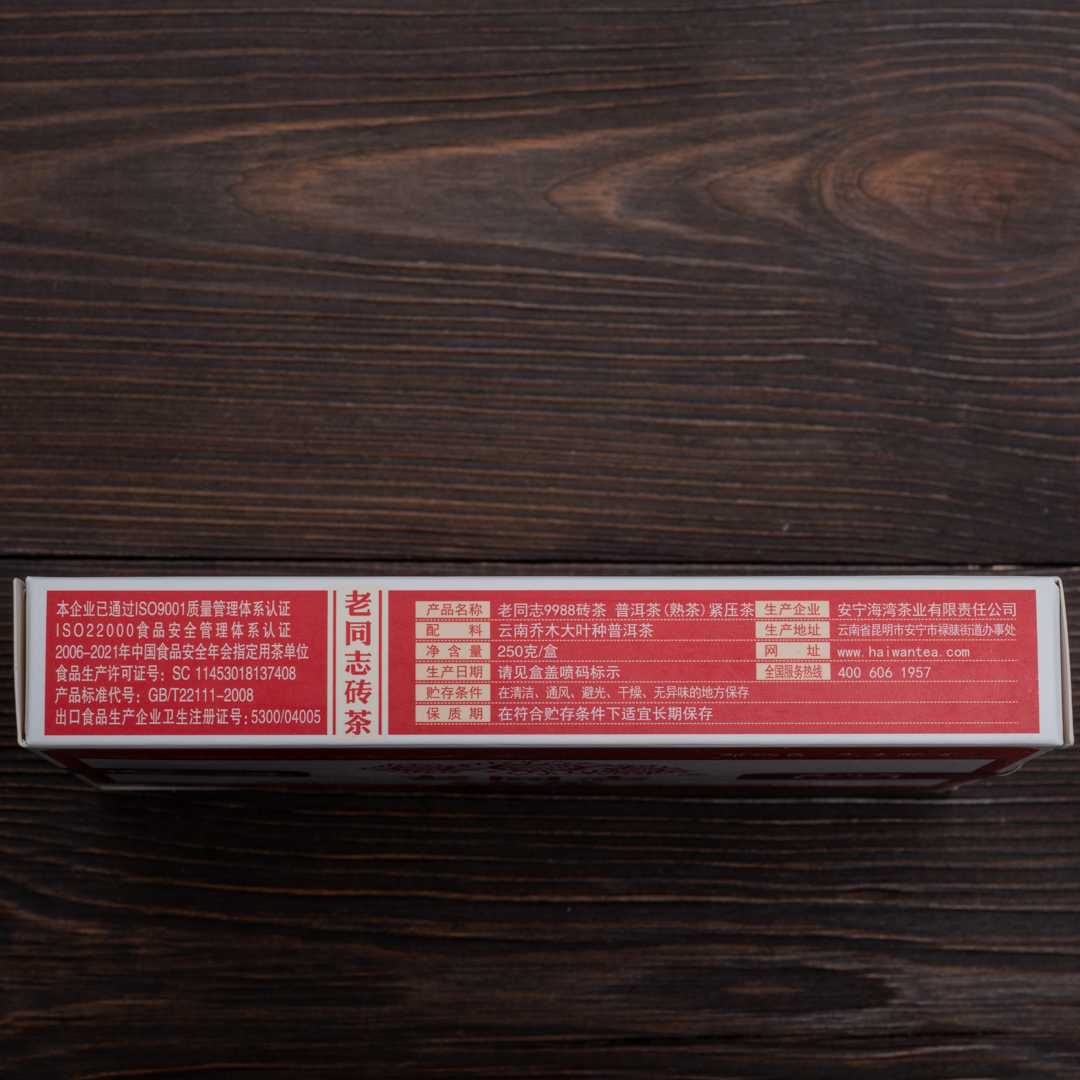 本企业已通过ISO9001质量管理体系认证
ISO22000食品安全管理体系认证
2006-2021年中国食品安全年会指定用茶单位
食品生产许可证号：SC 11453018137408
产品标准代号：GB/T22111-2008
出口食品生产企业卫生注册证号：5300/04005
老同志砖茶
产品名称 老同志9988砖茶 普洱茶(熟茶)紧压茶
配料 云南乔木大叶种普洱茶
净含量 250克/盒
生产日期 请见盒盖喷码标示
贮存条件 在清洁、通风、避光、干燥、无异味的地方保存
保质期 在符合贮存条件下适宜长期保存
生产企业 安宁海湾茶业有限责任公司
生产地址 云南省昆明市安宁市禄脿街道办事处
网址 www.haiwantea.com
全国服务热线 400 606 1957